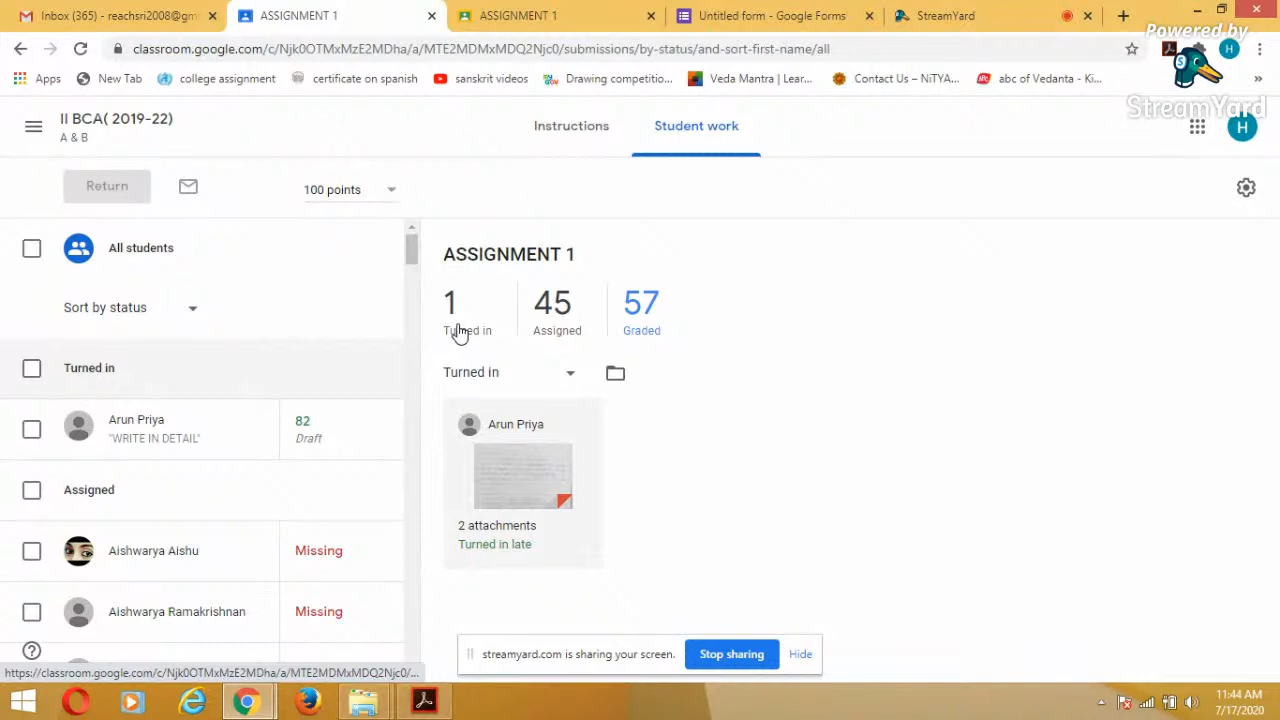 Inbox (365) - reachsri2008@gm
ASSIGNMENT 1
ASSIGNMENT 1
Untitled form - Google Forms
StreamYard
classroom.google.com/c/Njk0OTMxMzE2MDha/a/MTE2MDMxMDQ2Njc0/submissions/by-status/and-sort-first-name/all
Powered by
StreamYard
Apps
New Tab
college assignment
certificate on spanish
sanskrit videos
Drawing competitio...
Veda Mantra | Lear...
Contact Us – NiTYA...
abc of Vedanta - Ki...
»
II BCA( 2019-22)
A & B
Instructions
Student work
H
Return
100 points
All students
Sort by status
Turned in
Arun Priya
"WRITE IN DETAIL"
82
Draft
Assigned
Aishwarya Aishu
Missing
Aishwarya Ramakrishnan
Missing
ASSIGNMENT 1
1
Turned in
45
Assigned
57
Graded
Turned in
Arun Priya
2 attachments
Turned in late
streamyard.com is sharing your screen.
Stop sharing
Hide
https://classroom.google.com/c/Njk0OTMxMzE2MDha/a/MTE2MDMxMDQ2Njc0/...
11:44 AM
7/17/2020